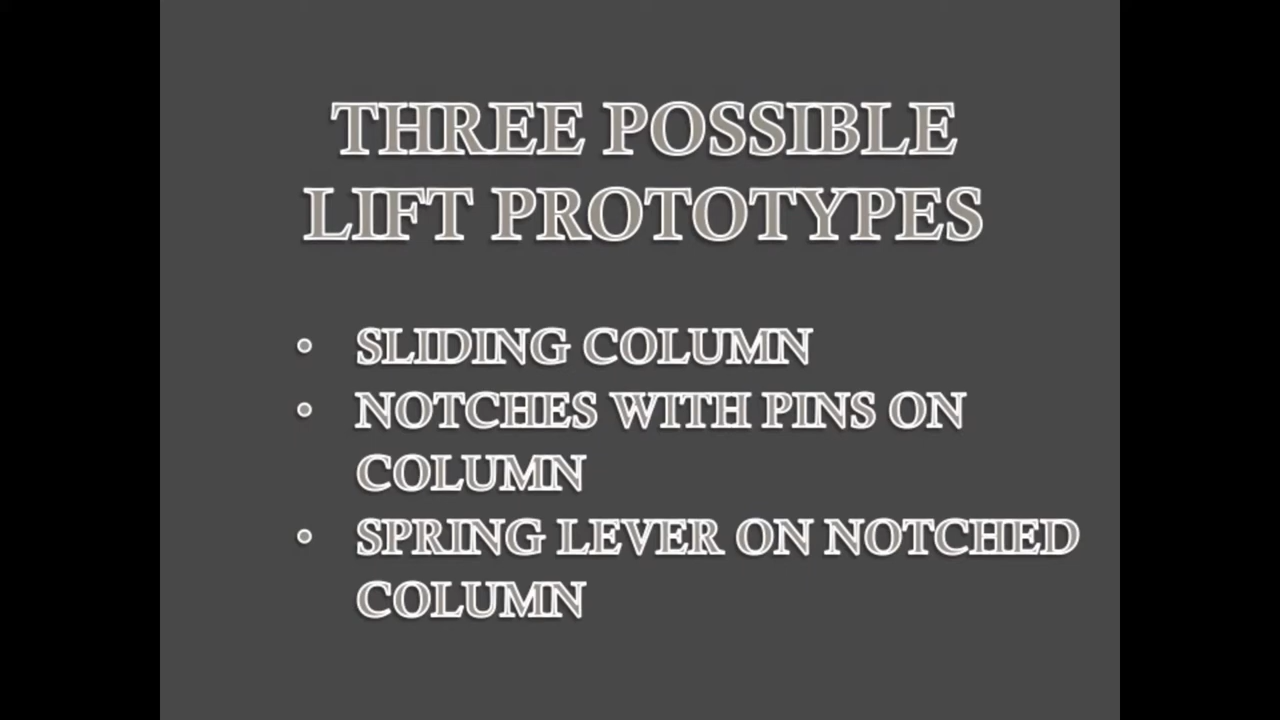 THREE POSSIBLE
LIFT PROTOTYPES
• SLIDING COLUMN
• NOTCHES WITH PINS ON
COLUMN
• SPRING LEVER ON NOTCHED
COLUMN